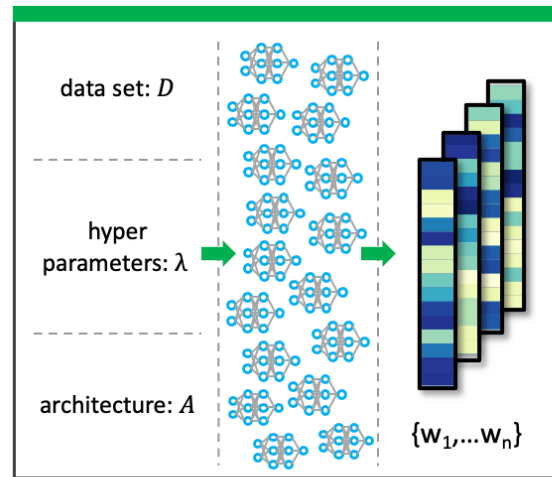 data set: D
hyper
parameters: λ
architecture: A
{w₁,...wₙ}